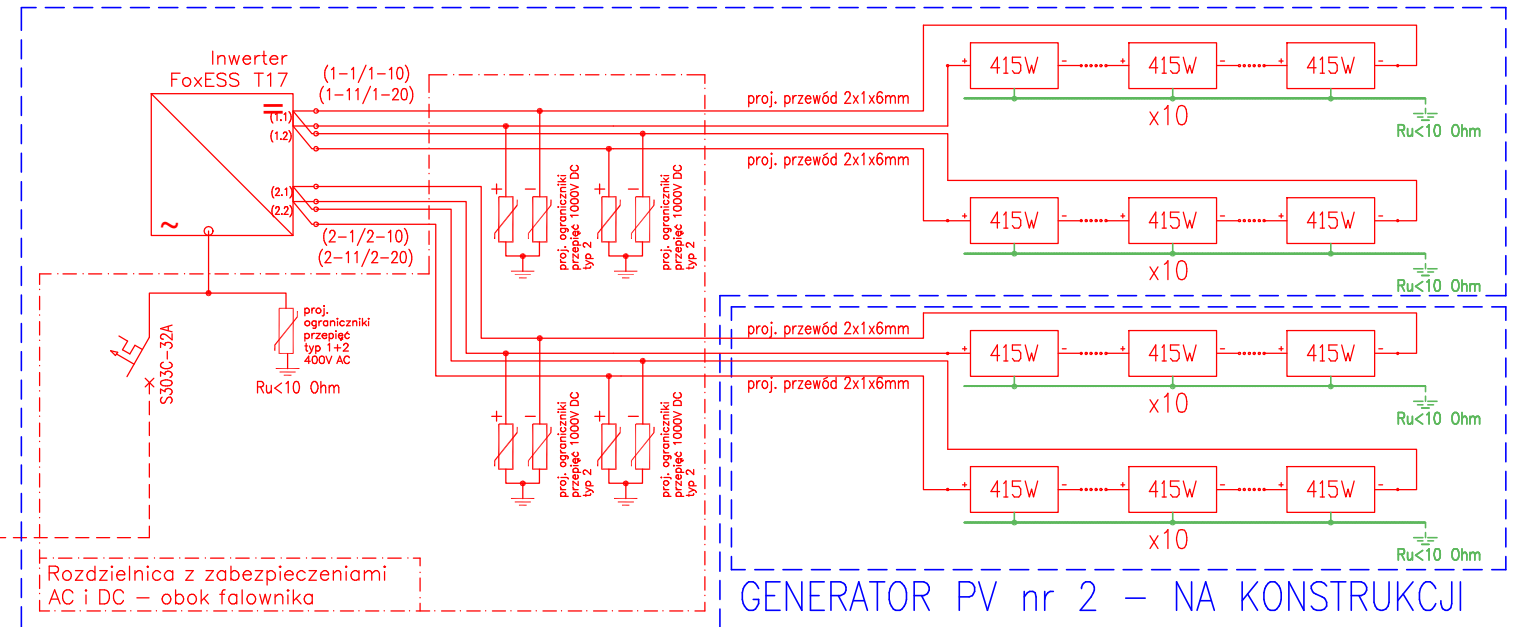 Inwerter
FoxESS T17
(1-1/1-10)
(1-11/1-20)
(1.1)
(1.2)
(2.1)
(2.2)
~
(2-1/2-10)
(2-11/2-20)
proj. przewód 2x1x6mm
proj. przewód 2x1x6mm
+ 415W - + 415W - + 415W -
x10
Ru<10 Ohm
+ 415W - + 415W - + 415W -
x10
Ru<10 Ohm
+ - + -
proj. ograniczniki
przepięć 1000V DC
typ 2
proj. ograniczniki
przepięć 1000V DC
typ 2
S303C-32A
proj.
ograniczniki
przepięć
typ 1+2
400V AC
Ru<10 Ohm
proj. przewód 2x1x6mm
proj. przewód 2x1x6mm
+ 415W - + 415W - + 415W -
x10
Ru<10 Ohm
+ 415W - + 415W - + 415W -
x10
Ru<10 Ohm
+ - + -
proj. ograniczniki
przepięć 1000V DC
typ 2
proj. ograniczniki
przepięć 1000V DC
typ 2
Rozdzielnica z zabezpieczeniami
AC i DC – obok falownika
GENERATOR PV nr 2 – NA KONSTRUKCJI